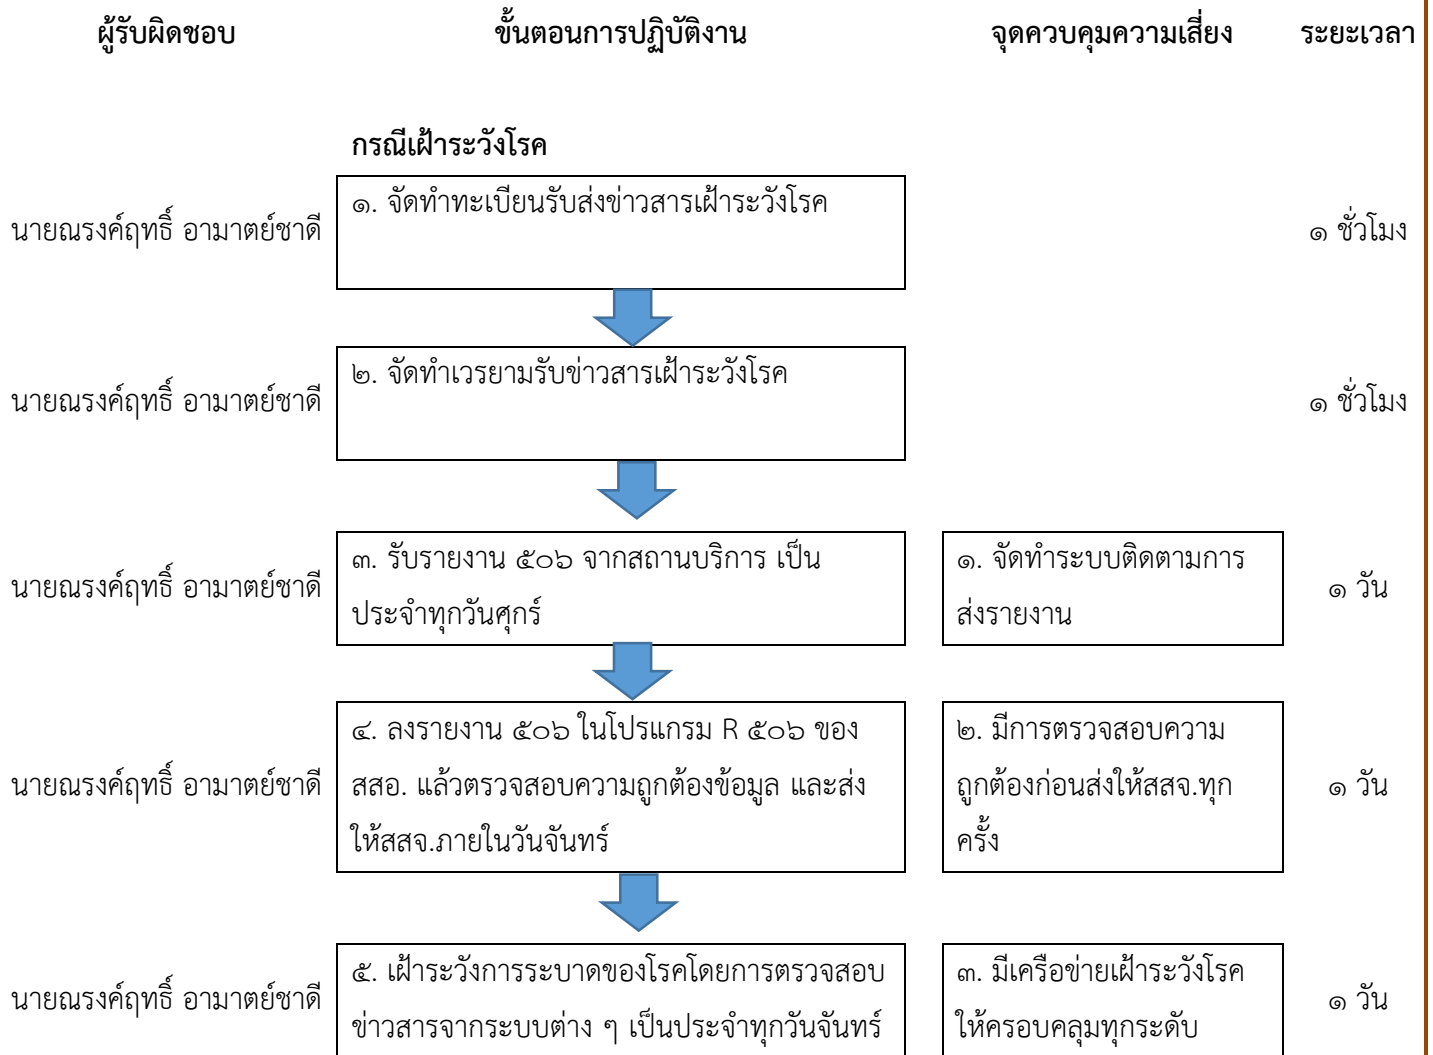 ผู้รับผิดชอบ ขั้นตอนการปฏิบัติงาน จุดควบคุมความเสี่ยง ระยะเวลา
กรณีเฝ้าระวังโรค
๑. จัดทำทะเบียนรับส่งข่าวสารเฝ้าระวังโรค
นายณรงค์ฤทธิ์ อามาตย์ชาดี ๑ ชั่วโมง
๒. จัดทำเวรยามรับข่าวสารเฝ้าระวังโรค
นายณรงค์ฤทธิ์ อามาตย์ชาดี ๑ ชั่วโมง
นายณรงค์ฤทธิ์ อามาตย์ชาดี
๓. รับรายงาน ๕๐๖ จากสถานบริการ เป็น
ประจำทุกวันศุกร์
๑. จัดทำระบบติดตามการ
ส่งรายงาน
๑ วัน
นายณรงค์ฤทธิ์ อามาตย์ชาดี
๔. ลงรายงาน ๕๐๖ ในโปรแกรม R ๕๐๖ ของ
สสอ. แล้วตรวจสอบความถูกต้องข้อมูล และส่ง
ให้สสจ.ภายในวันจันทร์
๒. มีการตรวจสอบความ
ถูกต้องก่อนส่งให้สสจ.ทุก
ครั้ง
๑ วัน
นายณรงค์ฤทธิ์ อามาตย์ชาดี
๕. เฝ้าระวังการระบาดของโรคโดยการตรวจสอบ
ข่าวสารจากระบบต่าง ๆ เป็นประจำทุกวันจันทร์
๓. มีเครือข่ายเฝ้าระวังโรค
ให้ครอบคลุมทุกระดับ
๑ วัน